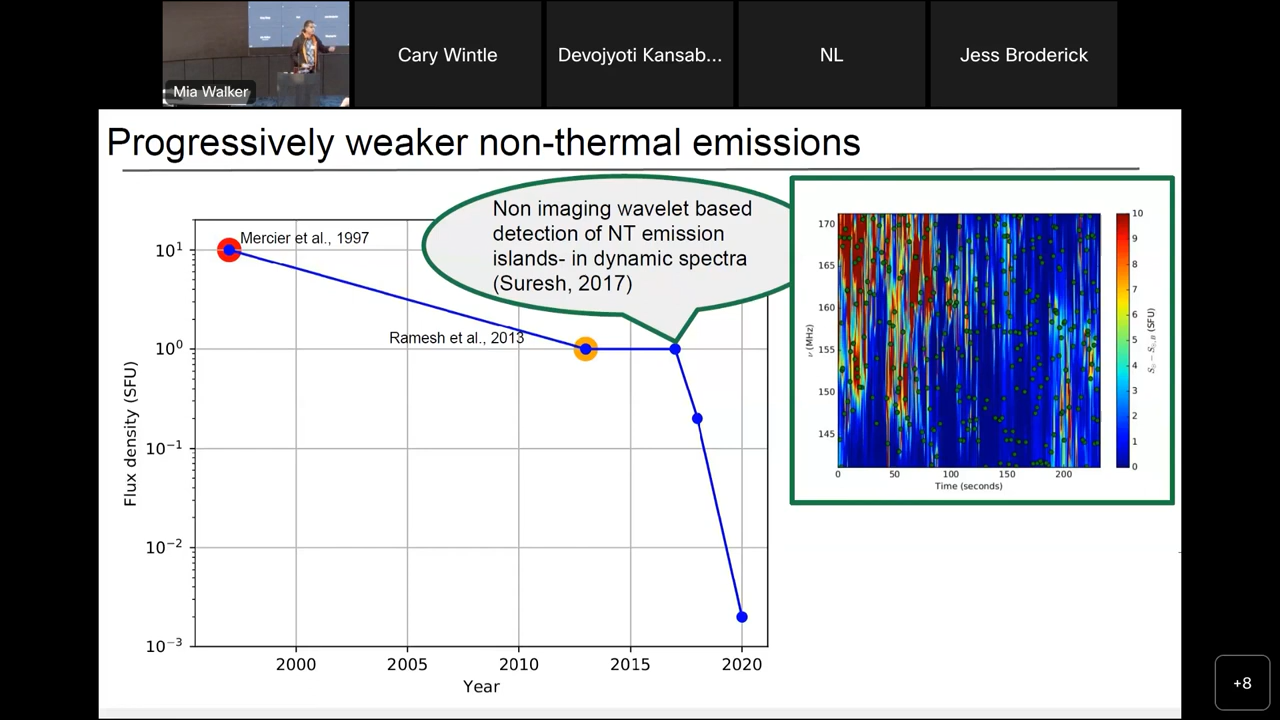 Mia Walker
Cary Wintle
Devojyoti Kansab...
NL
Jess Broderick
Progressively weaker non-thermal emissions
Non imaging wavelet based
detection of NT emission
islands- in dynamic spectra
(Suresh, 2017)
Mercier et al., 1997
Ramesh et al., 2013
10¹
10⁰
10⁻¹
10⁻²
10⁻³
Flux density (SFU)
2000 2005 2010 2015 2020
Year
170
165
160
155
150
145
ν (MHz)
0 50 100 150 200
Time (seconds)
10
9
8
7
6
5
4
3
2
1
0
(SFU)
+8